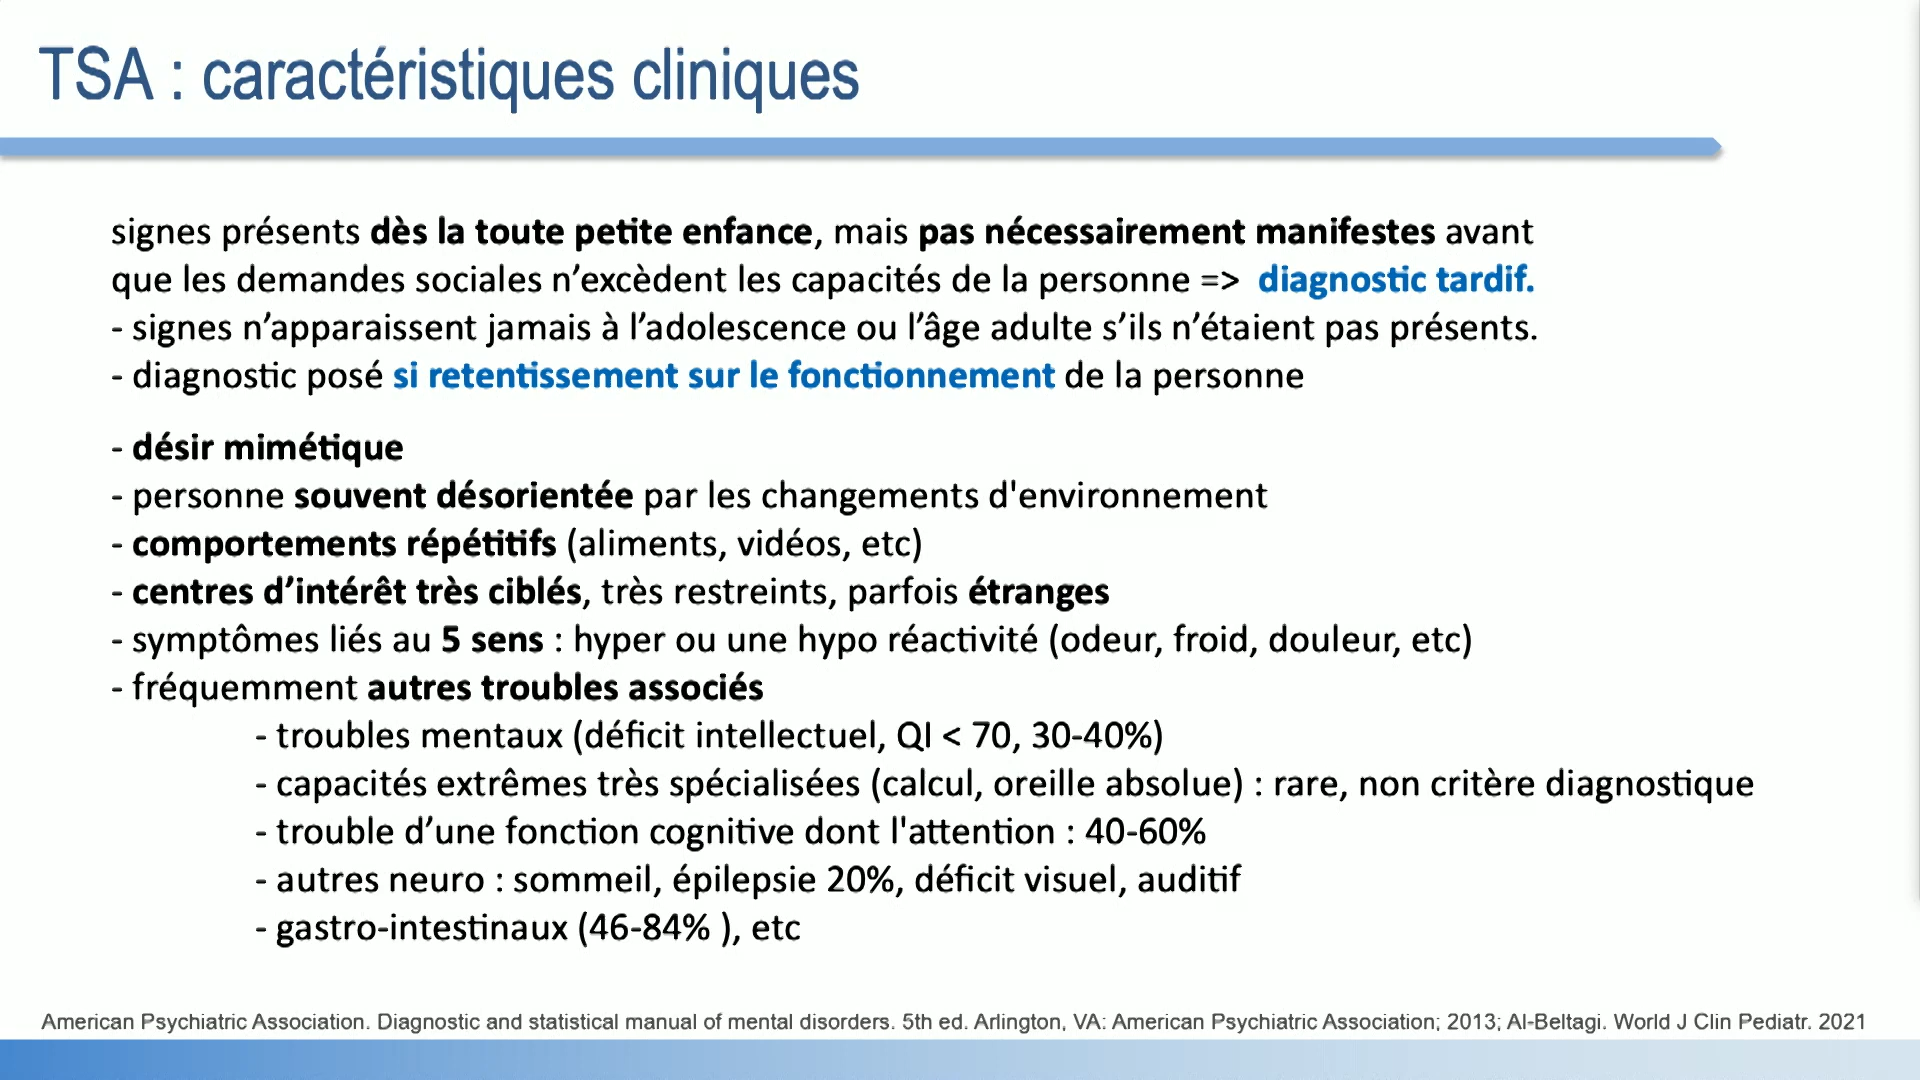 TSA : caractéristiques cliniques
signes présents dès la toute petite enfance, mais pas nécessairement manifestes avant
que les demandes sociales n’excèdent les capacités de la personne => diagnostic tardif.
- signes n’apparaissent jamais à l’adolescence ou l’âge adulte s’ils n’étaient pas présents.
- diagnostic posé si retentissement sur le fonctionnement de la personne
- désir mimétique
- personne souvent désorientée par les changements d'environnement
- comportements répétitifs (aliments, vidéos, etc)
- centres d’intérêt très ciblés, très restreints, parfois étranges
- symptômes liés au 5 sens : hyper ou une hypo réactivité (odeur, froid, douleur, etc)
- fréquemment autres troubles associés
- troubles mentaux (déficit intellectuel, QI < 70, 30-40%)
- capacités extrêmes très spécialisées (calcul, oreille absolue) : rare, non critère diagnostique
- trouble d’une fonction cognitive dont l'attention : 40-60%
- autres neuro : sommeil, épilepsie 20%, déficit visuel, auditif
- gastro-intestinaux (46-84% ), etc
American Psychiatric Association. Diagnostic and statistical manual of mental disorders. 5th ed. Arlington, VA: American Psychiatric Association; 2013; Al-Beltagi. World J Clin Pediatr. 2021